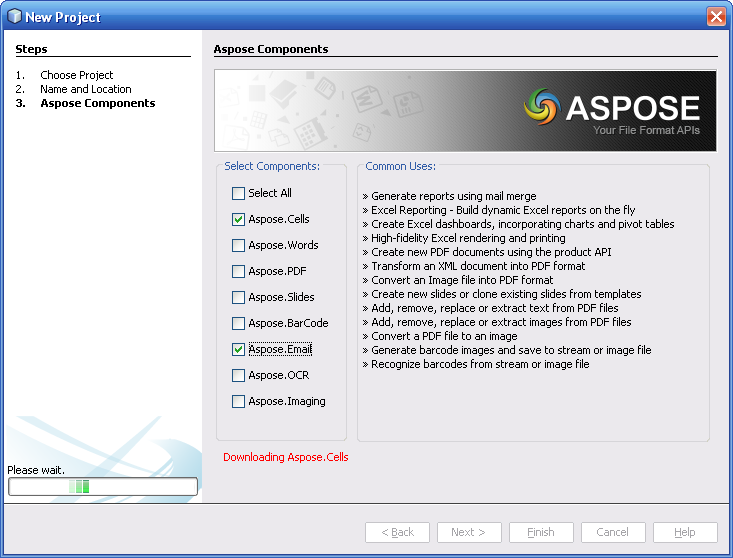 New Project
Steps
1. Choose Project
2. Name and Location
3. Aspose Components
Please wait.
Aspose Components
ASPOSE
Your File Format APIs
Select Components:
Select All
Aspose.Cells
Aspose.Words
Aspose.PDF
Aspose.Slides
Aspose.BarCode
Aspose.Email
Aspose.OCR
Aspose.Imaging
Common Uses:
» Generate reports using mail merge
» Excel Reporting - Build dynamic Excel reports on the fly
» Create Excel dashboards, incorporating charts and pivot tables
» High-fidelity Excel rendering and printing
» Create new PDF documents using the product API
» Transform an XML document into PDF format
» Convert an Image file into PDF format
» Create new slides or clone existing slides from templates
» Add, remove, replace or extract text from PDF files
» Add, remove, replace or extract images from PDF files
» Convert a PDF file to an image
» Generate barcode images and save to stream or image file
» Recognize barcodes from stream or image file
Downloading Aspose.Cells
< Back
Next >
Finish
Cancel
Help